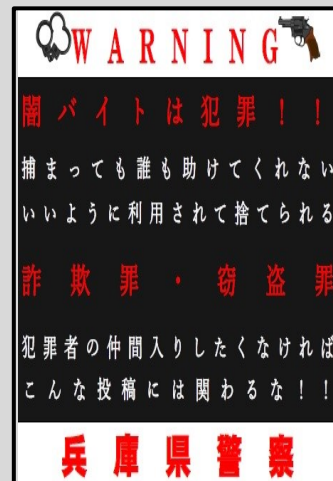 WARNING
闇バイトは犯罪！！
捕まっても誰も助けてくれない
いいように利用されて捨てられる
詐欺罪・窃盗罪
犯罪者の仲間入りしたくなければ
こんな投稿には関わるな！！
兵庫県警察